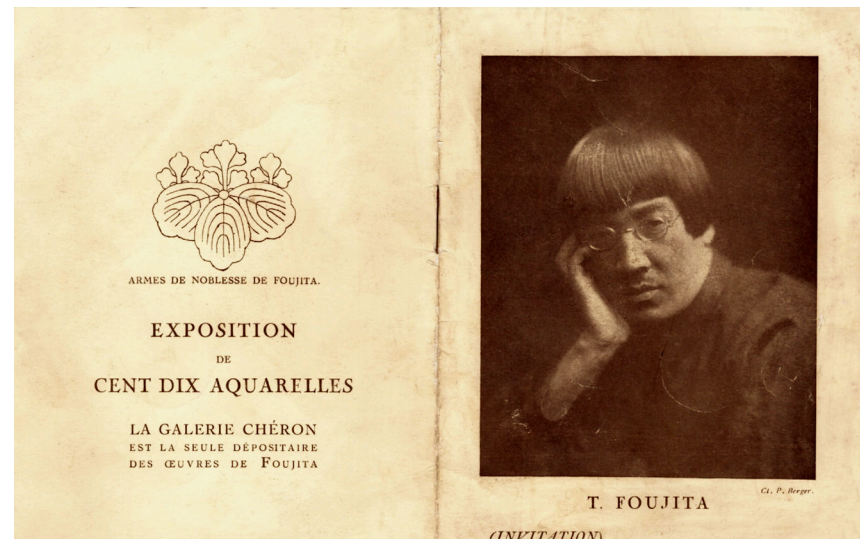 ARMES DE NOBLESSE DE FOUJITA.
EXPOSITION
DE
CENT DIX AQUARELLES
LA GALERIE CHÉRON
EST LA SEULE DÉPOSITAIRE
DES ŒUVRES DE FOUJITA
Cl. P. Berger.
T. FOUJITA
(INVITATION)